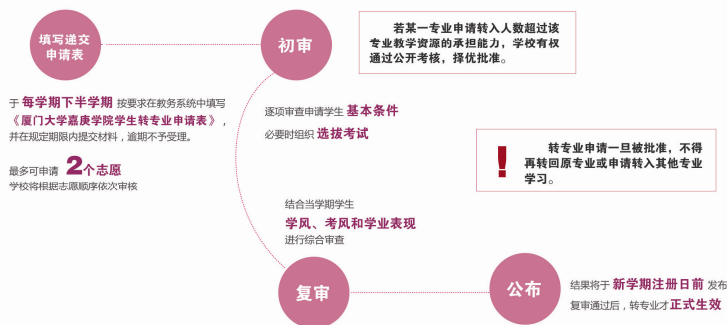 填写递交
申请表
于 每学期下半学期 按要求在教务系统中填写
《厦门大学嘉庚学院学生转专业申请表》，
并在规定期限内提交材料，逾期不予受理。
最多可申请 2个志愿
学校将根据志愿顺序依次审核
初审
若某一专业申请转入人数超过该
专业教学资源的承担能力，学校有权
通过公开考核，择优批准。
逐项审查申请学生 基本条件
必要时组织 选拔考试
! 转专业申请一旦被批准，不得
再转回原专业或申请转入其他专业
学习。
结合当学期学生
学风、考风和学业表现
进行综合审查
复审
公布
结果将于 新学期注册日前 发布
复审通过后，转专业才正式生效